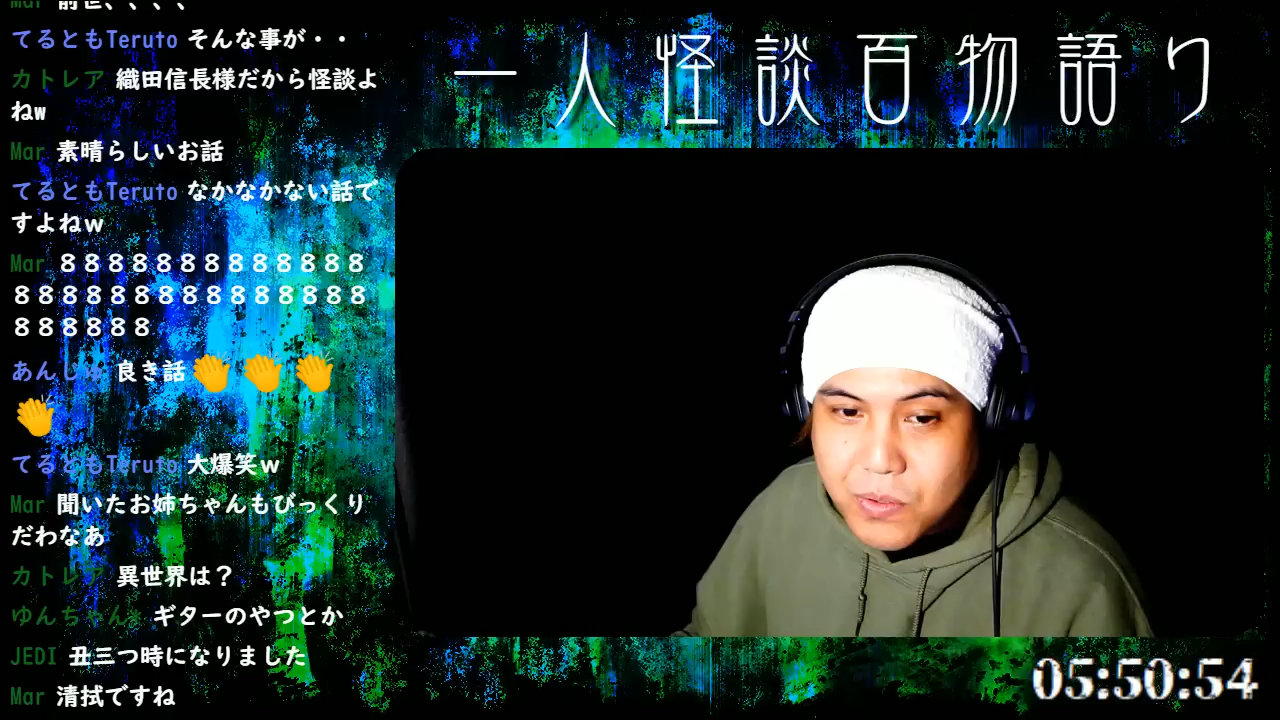 一人怪談百物語り
Mar 前世、、、、
てるともTeruto そんな事が・・
カトレア 織田信長様だから怪談よ
ねw
Mar 素晴らしいお話
てるともTeruto なかなかない話で
すよねｗ
Mar ８８８８８８８８８８８８８
８８８８８８８８８８８８８８８
８８８８８８
あんじゅ 良き話👏👏👏
👏
てるともTeruto 大爆笑ｗ
Mar 聞いたお姉ちゃんもびっくり
だわなあ
カトレア 異世界は？
ゆんちゃん* ギターのやつとか
JEDI 丑三つ時になりました
Mar 清拭ですね
05:50:54